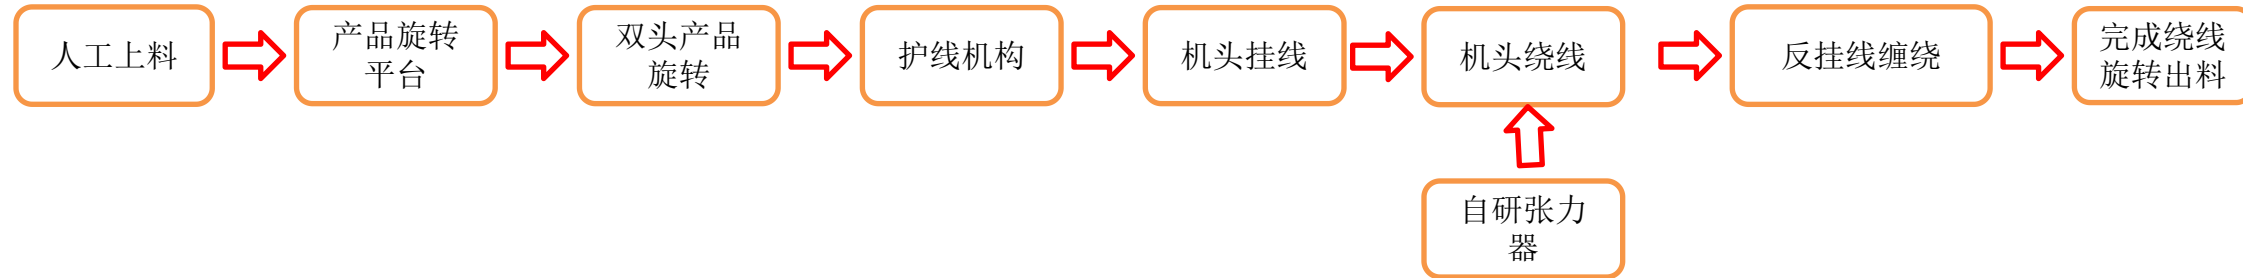 人工上料
产品旋转
平台
双头产品
旋转
护线机构
机头挂线
机头绕线
反挂线缠绕
完成绕线
旋转出料
自研张力
器